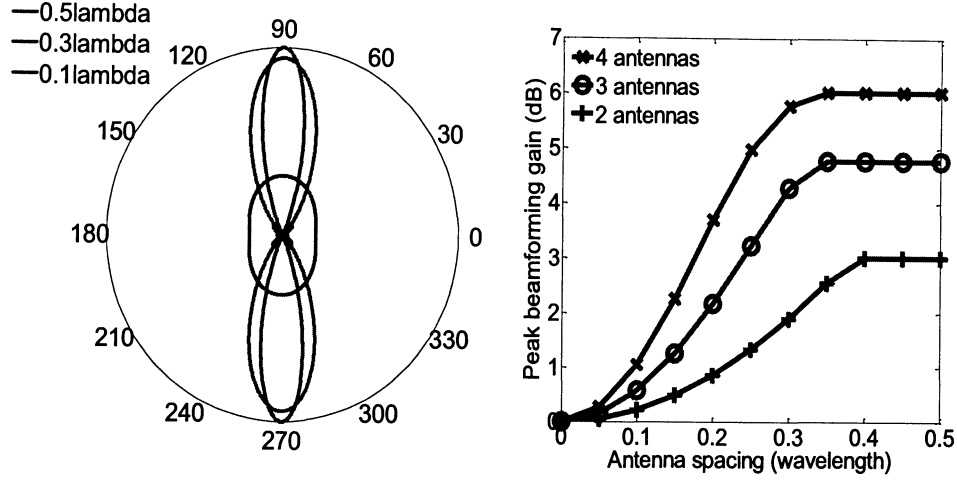 0.5lambda
0.3lambda
0.1lambda
90
120
60
150
30
180
0
210
330
240
300
270
7
6
5
4
3
2
1
0
4 antennas
3 antennas
2 antennas
Peak beamforming gain (dB)
0 0.1 0.2 0.3 0.4 0.5
Antenna spacing (wavelength)